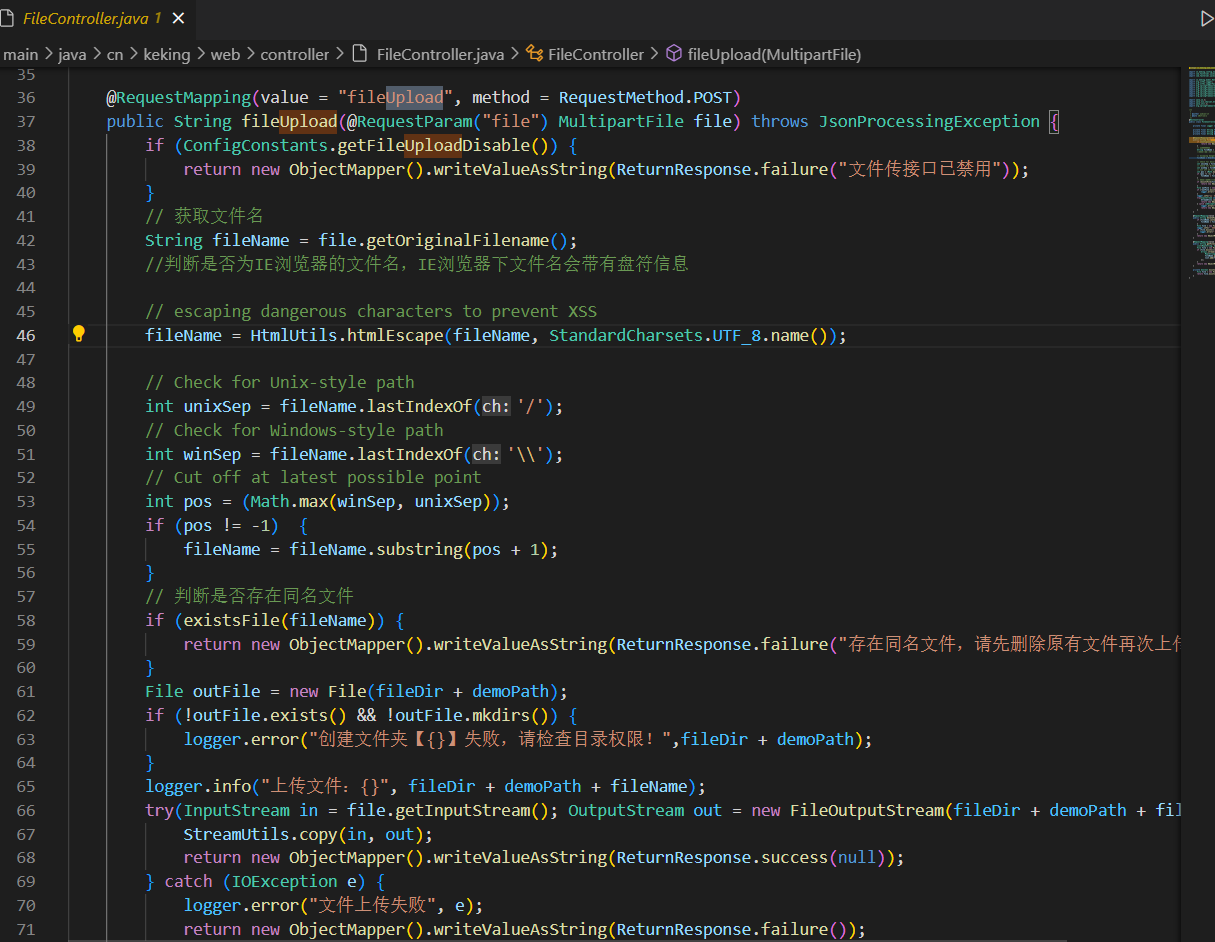 FileController.java 1
main > java > cn > keking > web > controller > FileController.java > FileController > fileUpload(MultipartFile)
35
36 @RequestMapping(value = "fileUpload", method = RequestMethod.POST)
37 public String fileUpload(@RequestParam("file") MultipartFile file) throws JsonProcessingException {
38 if (ConfigConstants.getFileUploadDisable()) {
39 return new ObjectMapper().writeValueAsString(ReturnResponse.failure("文件传接口已禁用"));
40 }
41 // 获取文件名
42 String fileName = file.getOriginalFilename();
43 //判断是否为IE浏览器的文件名，IE浏览器下文件名会带有盘符信息
44
45 // escaping dangerous characters to prevent XSS
46 fileName = HtmlUtils.htmlEscape(fileName, StandardCharsets.UTF_8.name());
47
48 // Check for Unix-style path
49 int unixSep = fileName.lastIndexOf(ch: '/');
50 // Check for Windows-style path
51 int winSep = fileName.lastIndexOf(ch: '\\');
52 // Cut off at latest possible point
53 int pos = (Math.max(winSep, unixSep));
54 if (pos != -1)  {
55 fileName = fileName.substring(pos + 1);
56 }
57 // 判断是否存在同名文件
58 if (existsFile(fileName)) {
59 return new ObjectMapper().writeValueAsString(ReturnResponse.failure("存在同名文件，请先删除原有文件再次上传
60 }
61 File outFile = new File(fileDir + demoPath);
62 if (!outFile.exists() && !outFile.mkdirs()) {
63 logger.error("创建文件夹【{}】失败，请检查目录权限！",fileDir + demoPath);
64 }
65 logger.info("上传文件：{}", fileDir + demoPath + fileName);
66 try(InputStream in = file.getInputStream(); OutputStream out = new FileOutputStream(fileDir + demoPath + fil
67 StreamUtils.copy(in, out);
68 return new ObjectMapper().writeValueAsString(ReturnResponse.success(null));
69 } catch (IOException e) {
70 logger.error("文件上传失败", e);
71 return new ObjectMapper().writeValueAsString(ReturnResponse.failure());